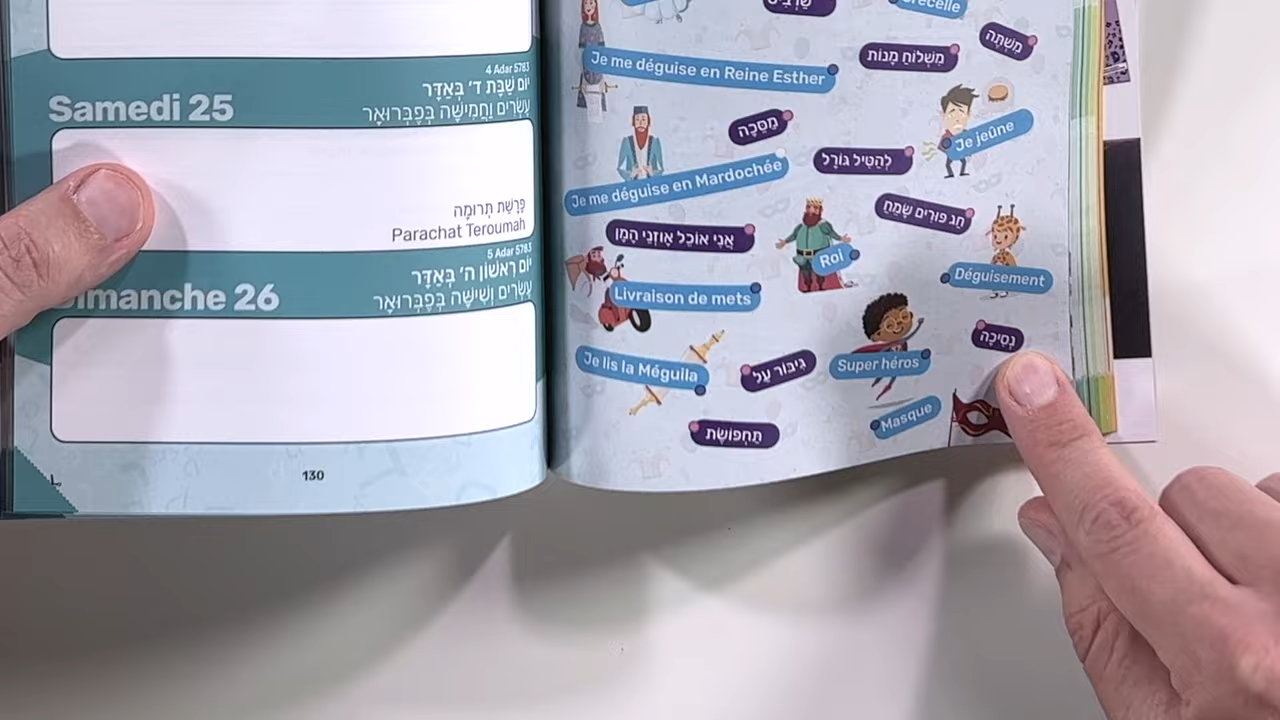 4 Adar 5783
יוֹם שַׁבָּת ד׳ בְּאֲדָר
Samedi 25
עֶשְׂרִים וַחֲמִישָּׁה בְּפֶבְּרוּאָר
פָּרָשַׁת תְּרוּמָה
Parachat Teroumah
5 Adar 5783
יוֹם רִאשׁוֹן ה׳ בְּאֲדָר
imanche 26
עֶשְׂרִים וְשִׁישָּׁה בְּפֶבְּרוּאָר
130
Crécelle
מִשְׁתֶּה
מִשְׁלוֹחַ מָנוֹת
Je me déguise en Reine Esther
מַסֵּכָה
Je jeûne
לְהַטִּיל גּוֹרָל
Je me déguise en Mardochée
חַג פּוּרִים שָׂמֵחַ
אֲנִי אוֹכֵל אָוזְנֵי הָמָן
Roi
Déguisement
Livraison de mets
נְסִיכָה
Je lis la Méguila
גִּיבּוֹר עַל
Super héros
Masque
תַּחְפּוֹשֶׂת